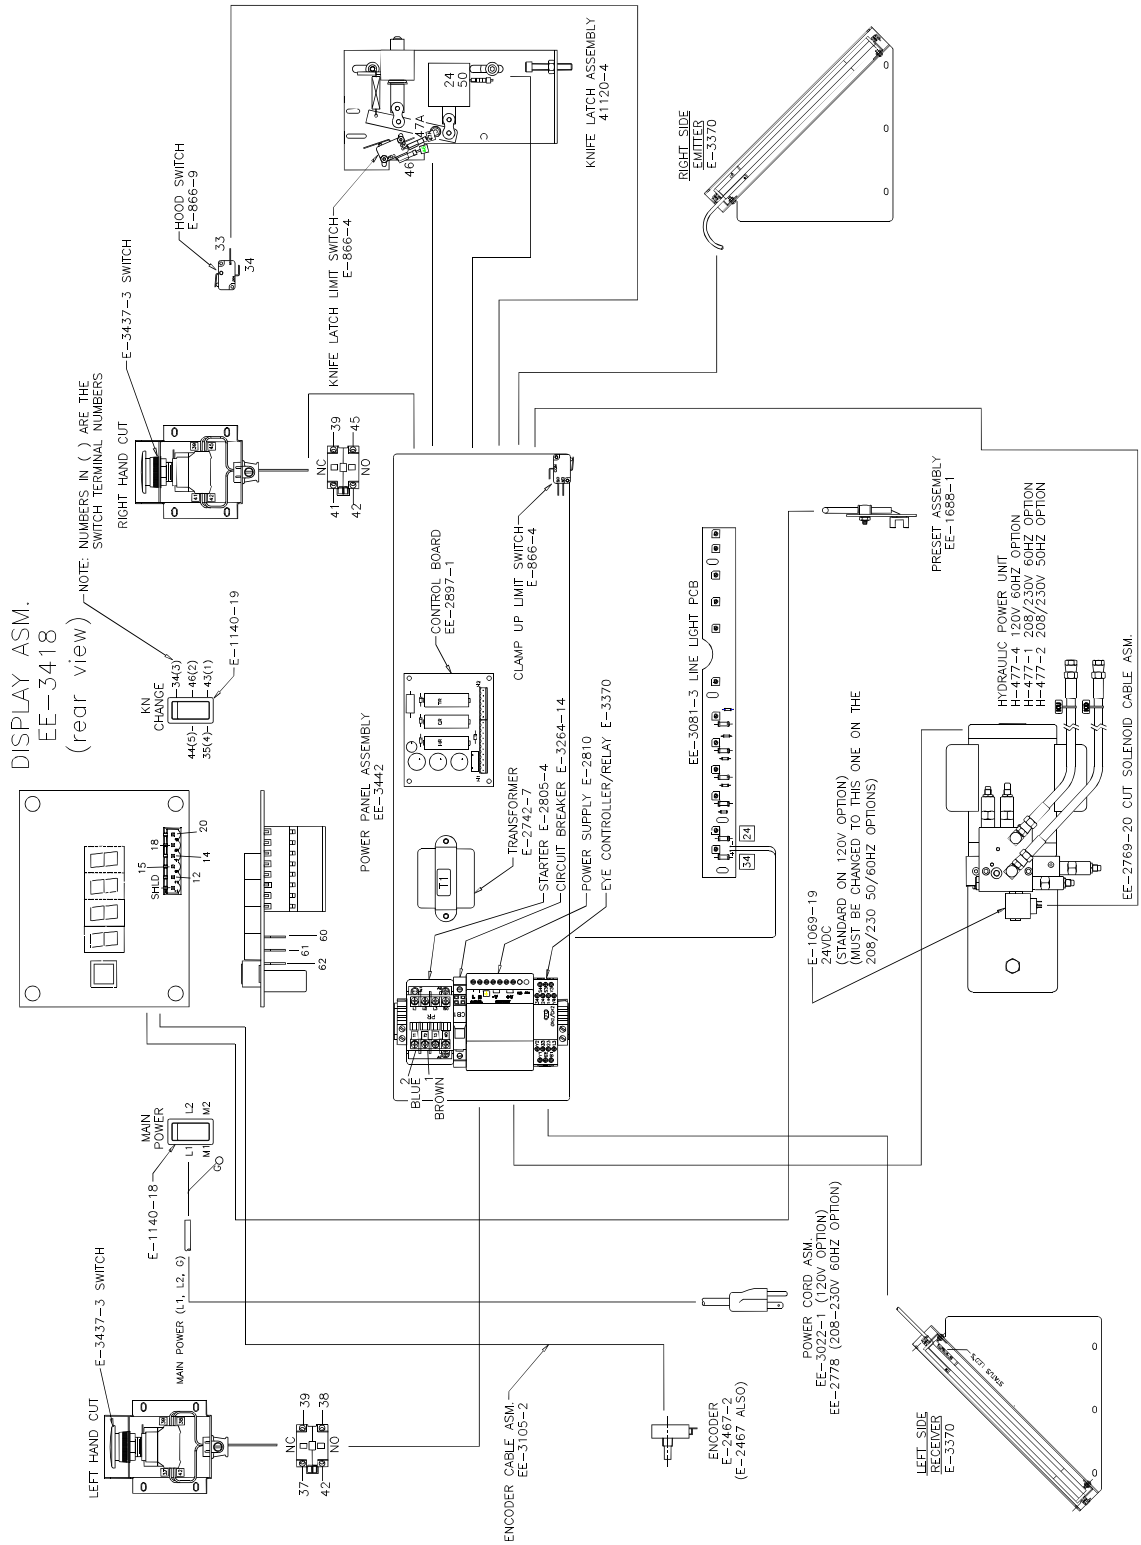 DISPLAY ASM.
EE-3418
(rear view)
NOTE: NUMBERS IN ( ) ARE THE
SWITCH TERMINAL NUMBERS
KN
CHANGE
44(5)
35(4)
34(3)
46(2)
43(1)
E-1140-19
RIGHT HAND CUT
E-3437-3 SWITCH
NC
NO
41
39
42
45
HOOD SWITCH
E-866-9
33
34
KNIFE LATCH LIMIT SWITCH
E-866-4
46
47A
24
50
KNIFE LATCH ASSEMBLY
41120-4
RIGHT SIDE
EMITTER
E-3370
SHLD
15
18
20
12
14
62
61
60
POWER PANEL ASSEMBLY
EE-3442
CONTROL BOARD
EE-2897-1
CLAMP UP LIMIT SWITCH
E-866-4
T1
TRANSFORMER
E-2742-7
STARTER E-2805-4
CIRCUIT BREAKER E-3264-14
POWER SUPPLY E-2810
EYE CONTROLLER/RELAY E-3370
PR
CB1
2
BLUE
1
BROWN
EE-3081-3 LINE LIGHT PCB
34
24
PRESET ASSEMBLY
EE-1688-1
HYDRAULIC POWER UNIT
H-477-4 120V 60HZ OPTION
H-477-1 208/230V 60HZ OPTION
H-477-2 208/230V 50HZ OPTION
E-1069-19
24VDC
(STANDARD ON 120V OPTION)
(MUST BE CHANGED TO THIS ONE ON THE
208/230 50/60HZ OPTIONS)
EE-2769-20 CUT SOLENOID CABLE ASM.
MAIN
POWER
E-1140-18
L1
L2
M1
M2
G
MAIN POWER (L1, L2, G)
LEFT HAND CUT
E-3437-3 SWITCH
NC
NO
37
39
42
38
ENCODER CABLE ASM.
EE-3105-2
ENCODER
E-2467-2
(E-2467 ALSO)
POWER CORD ASM.
EE-3022-1 (120V OPTION)
EE-2778 (208-230V 60HZ OPTION)
LEFT SIDE
RECEIVER
E-3370
STATUS LED'S